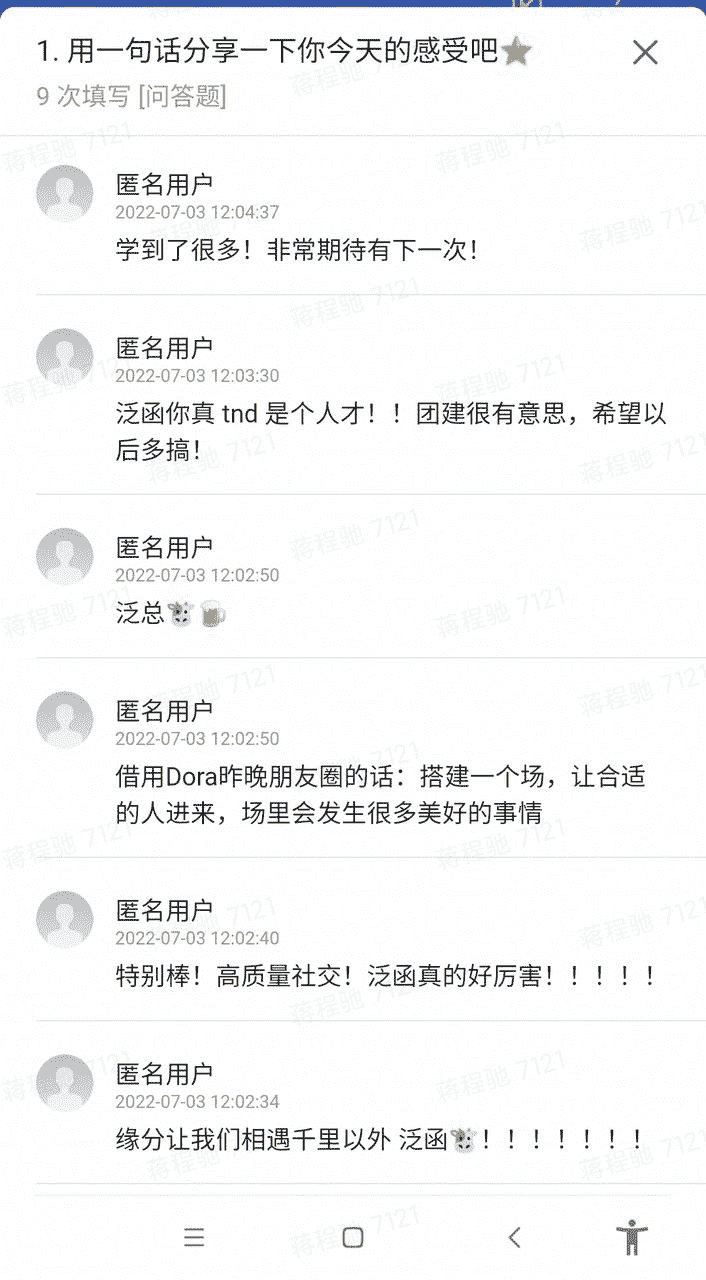 1. 用一句话分享一下你今天的感受吧⭐
9 次填写 [问答题]
匿名用户
2022-07-03 12:04:37
学到了很多！非常期待有下一次！
匿名用户
2022-07-03 12:03:30
泛函你真 tnd 是个人才！！团建很有意思，希望以
后多搞！
匿名用户
2022-07-03 12:02:50
泛总🐮🍺
匿名用户
2022-07-03 12:02:50
借用Dora昨晚朋友圈的话：搭建一个场，让合适
的人进来，场里会发生很多美好的事情
匿名用户
2022-07-03 12:02:40
特别棒！高质量社交！泛函真的好厉害！！！！！
匿名用户
2022-07-03 12:02:34
缘分让我们相遇千里以外 泛函🐮！！！！！！！
蒋程驰 7121